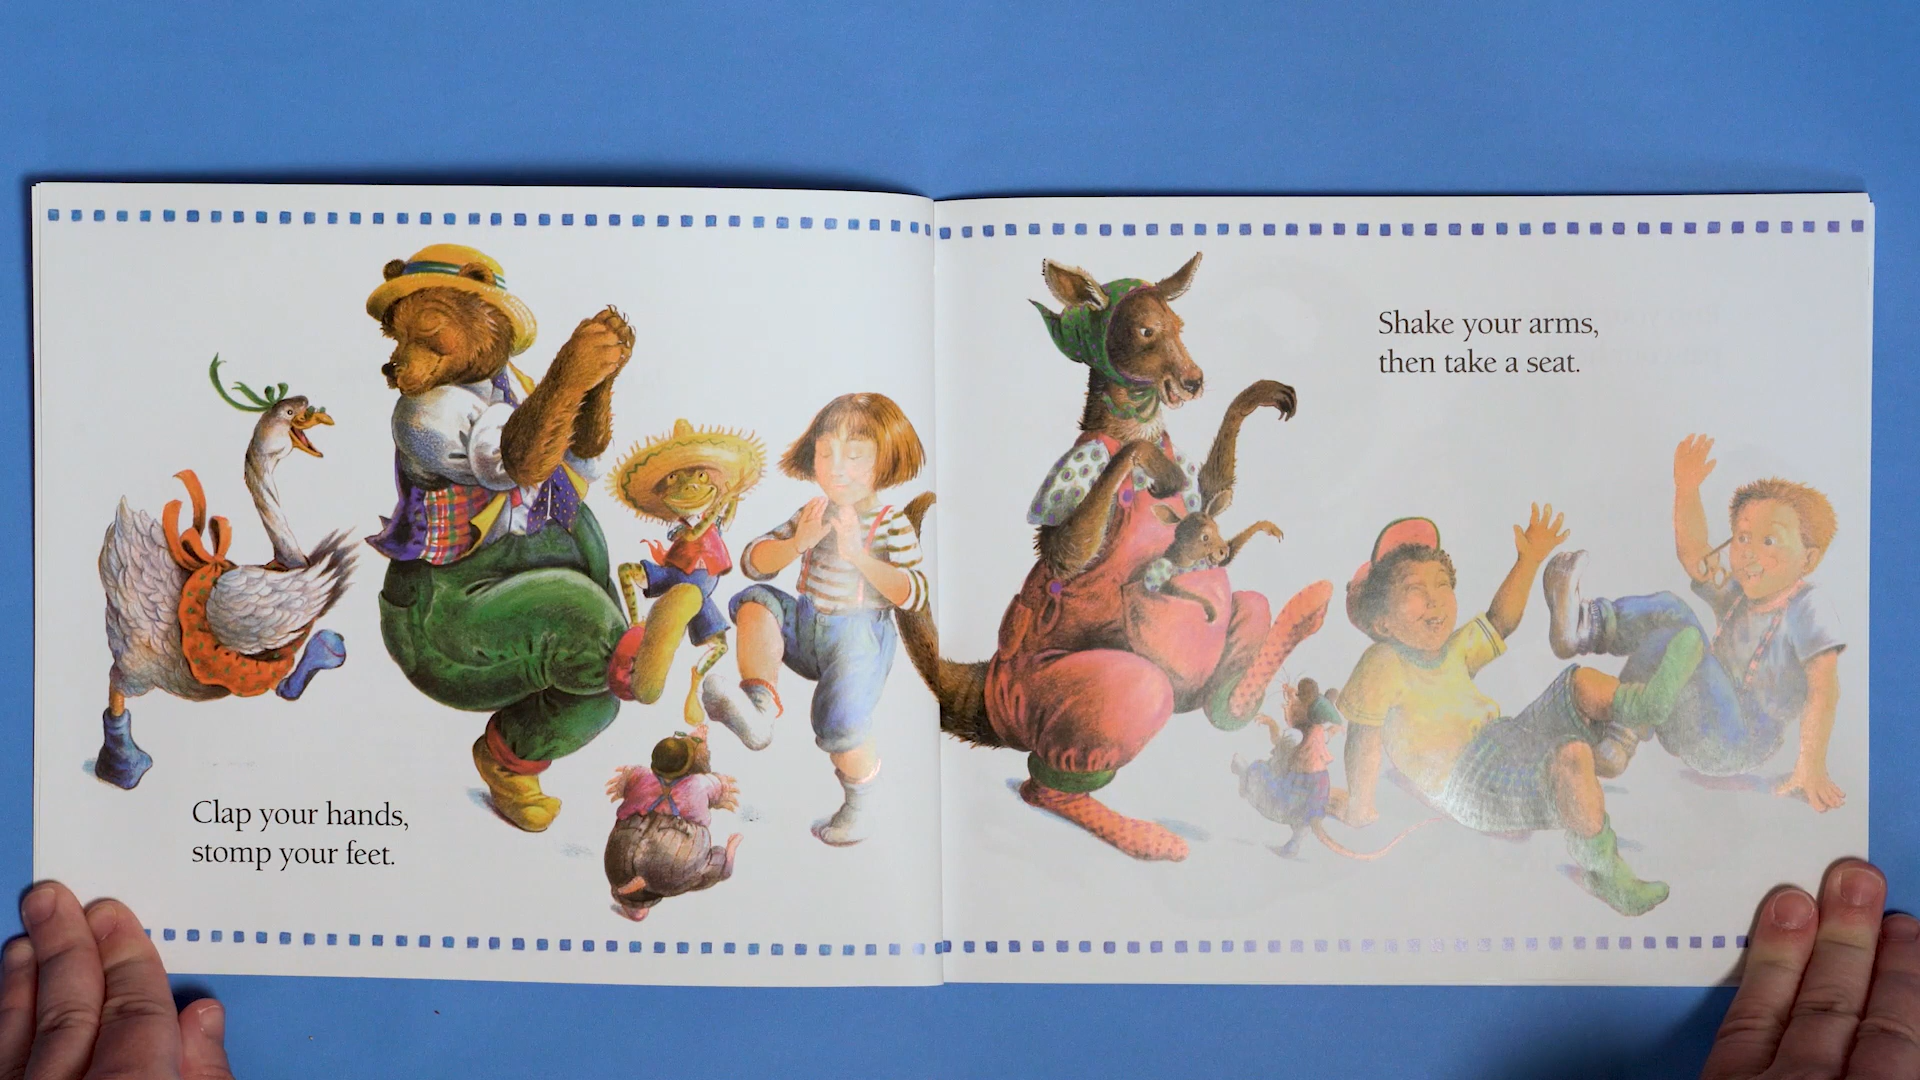 Clap your hands,
stomp your feet.
Shake your arms,
then take a seat.